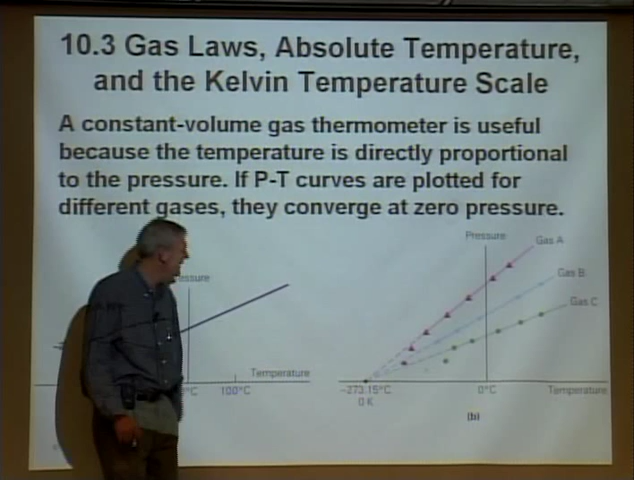 10.3 Gas Laws, Absolute Temperature,
and the Kelvin Temperature Scale
A constant-volume gas thermometer is useful
because the temperature is directly proportional
to the pressure. If P-T curves are plotted for
different gases, they converge at zero pressure.
Pressure
Gas A
Gas B
Gas C
essure
Temperature
°C
100°C
-273.15°C
0°C
Temperature
0 K
(b)